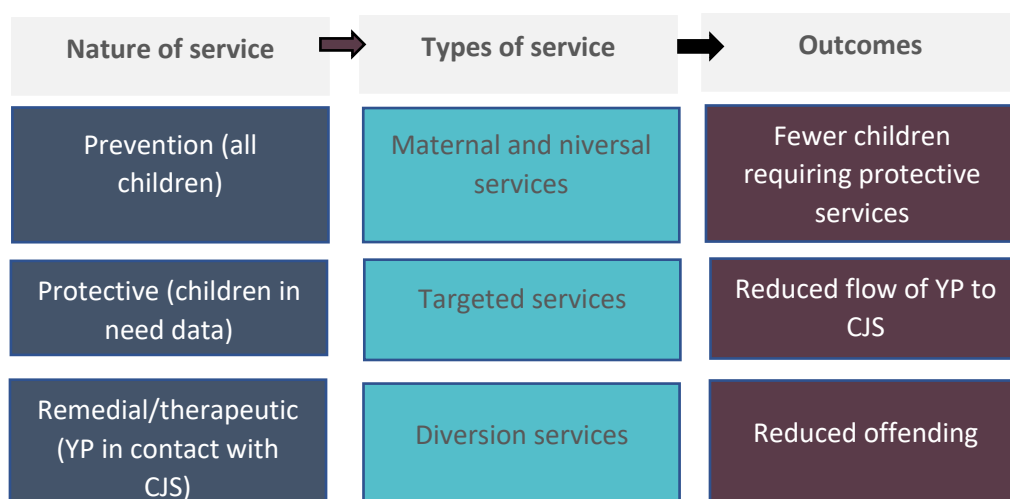 Nature of service
Types of service
Outcomes
Prevention (all
children)
Maternal and niversal
services
Fewer children
requiring protective
services
Protective (children in
need data)
Targeted services
Reduced flow of YP to
CJS
Remedial/therapeutic
(YP in contact with
CJS)
Diversion services
Reduced offending